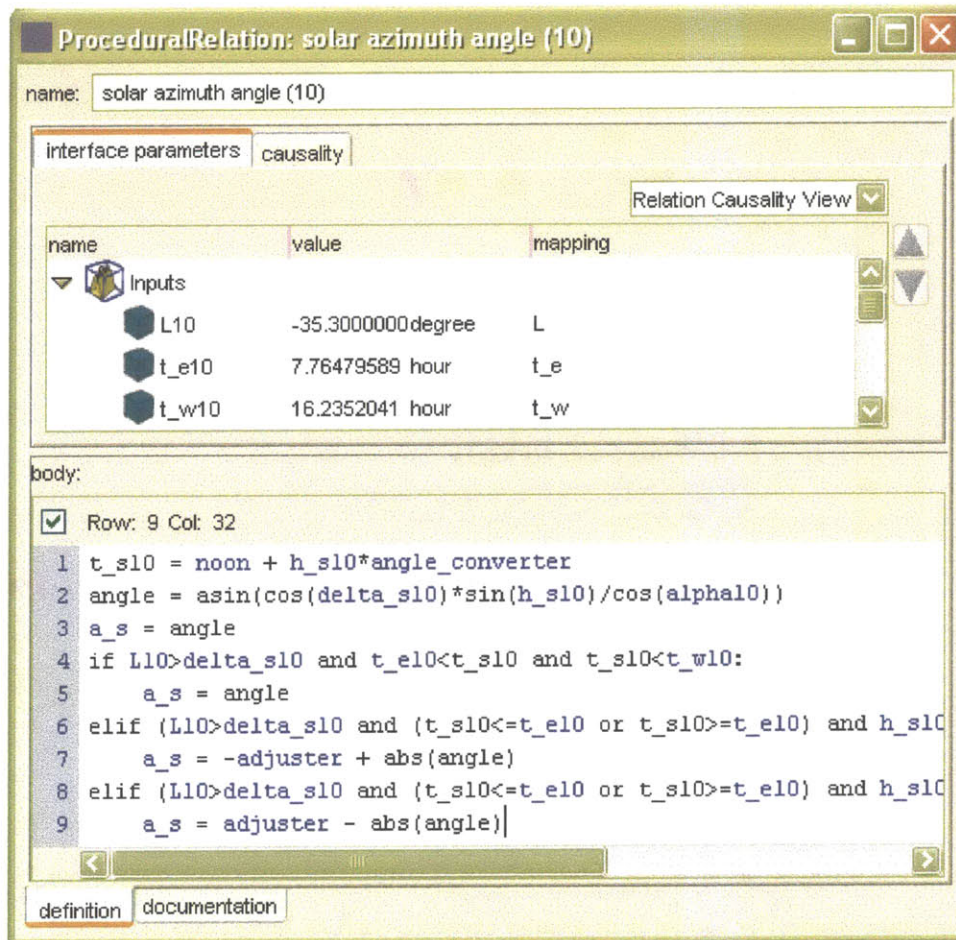 ProceduralRelation: solar azimuth angle (10)
name: solar azimuth angle (10)
interface parameters causality
Relation Causality View
name value mapping
Inputs
L10 -35.3000000degree L
t_e10 7.76479589 hour t_e
t_w10 16.2352041 hour t_w
body:
Row: 9 Col: 32
1 t_s10 = noon + h_s10*angle_converter
2 angle = asin(cos(delta_s10)*sin(h_s10)/cos(alpha10))
3 a_s = angle
4 if L10>delta_s10 and t_e10<t_s10 and t_s10<t_w10:
5 a_s = angle
6 elif (L10>delta_s10 and (t_s10<=t_e10 or t_s10>=t_e10) and h_s10
7 a_s = -adjuster + abs(angle)
8 elif (L10>delta_s10 and (t_s10<=t_e10 or t_s10>=t_e10) and h_s10
9 a_s = adjuster - abs(angle)
definition documentation